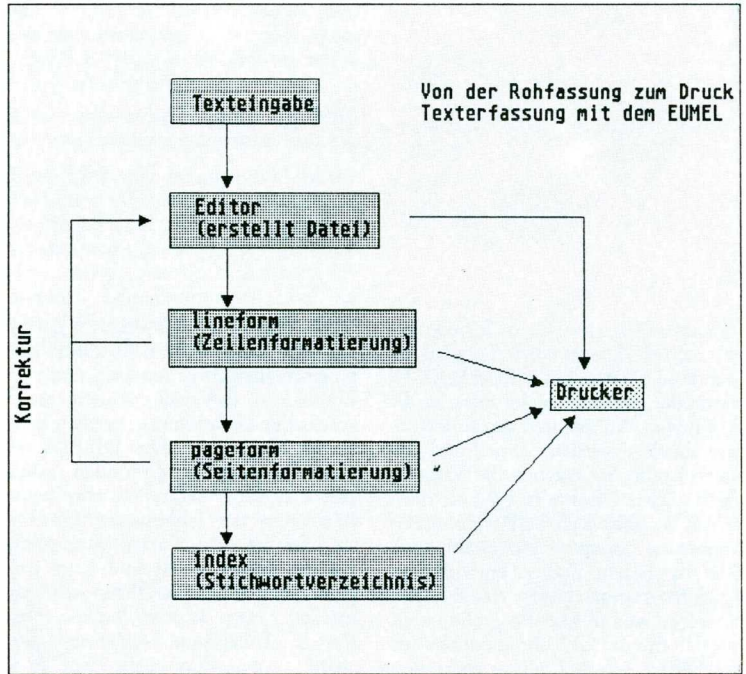 Von der Rohfassung zum Druck
Texterfassung mit dem EUMEL
Texteingabe
Editor
(erstellt Datei)
lineform
(Zeilenformatierung)
Korrektur
Drucker
pageform
(Seitenformatierung)
index
(Stichwortverzeichnis)